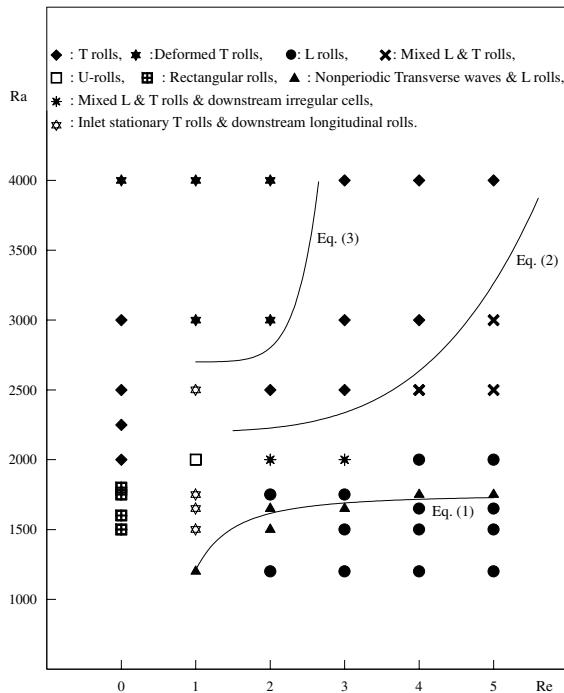 : T rolls, :Deformed T rolls, : L rolls, : Mixed L & T rolls,
: U-rolls, : Rectangular rolls, : Nonperiodic Transverse waves & L rolls,
Ra
: Mixed L & T rolls & downstream irregular cells,
: Inlet stationary T rolls & downstream longitudinal rolls.
4000
Eq. (3)
3500
Eq. (2)
3000
2500
2000
1500
Eq. (1)
1000
0 1 2 3 4 5 Re